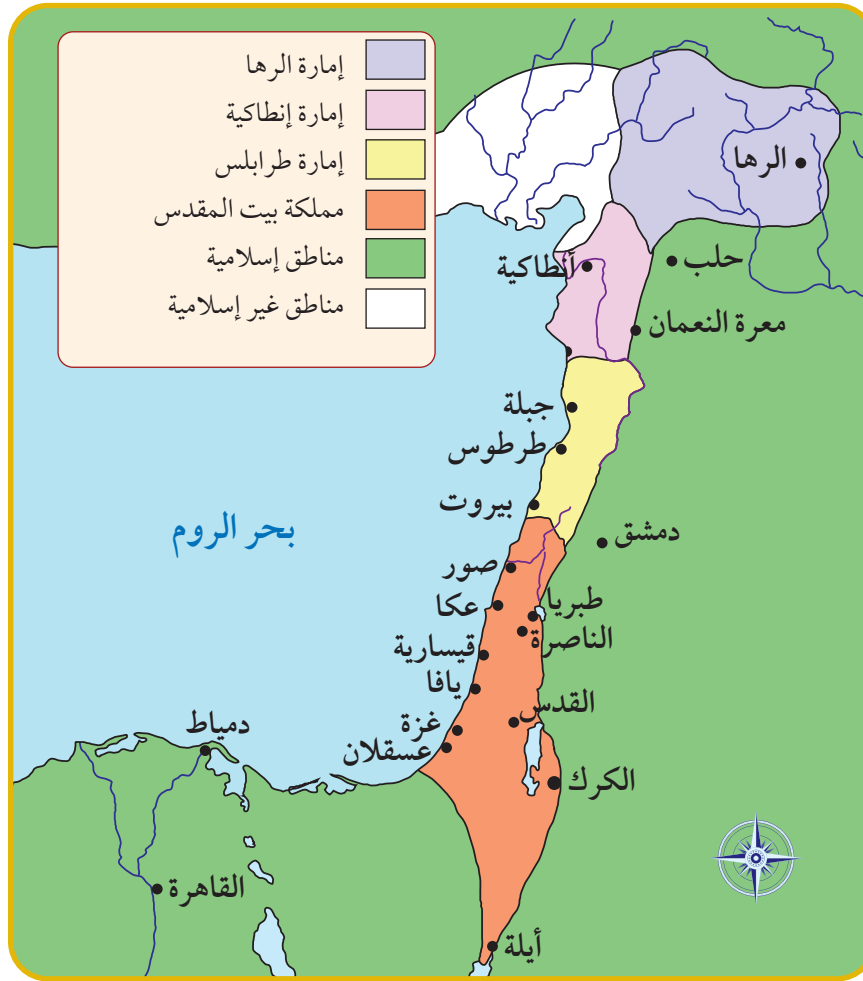 إمارة الرها
إمارة إنطاكية
إمارة طرابلس
مملكة بيت المقدس
مناطق إسلامية
مناطق غير إسلامية
الرها
حلب
أنطاكية
معرة النعمان
جبلة
طرطوس
بيروت
بحر الروم
دمشق
صور
طبريا
عكا
الناصرة
قيسارية
يافا
القدس
غزة
دمياط
عسقلان
الكرك
القاهرة
أيلة